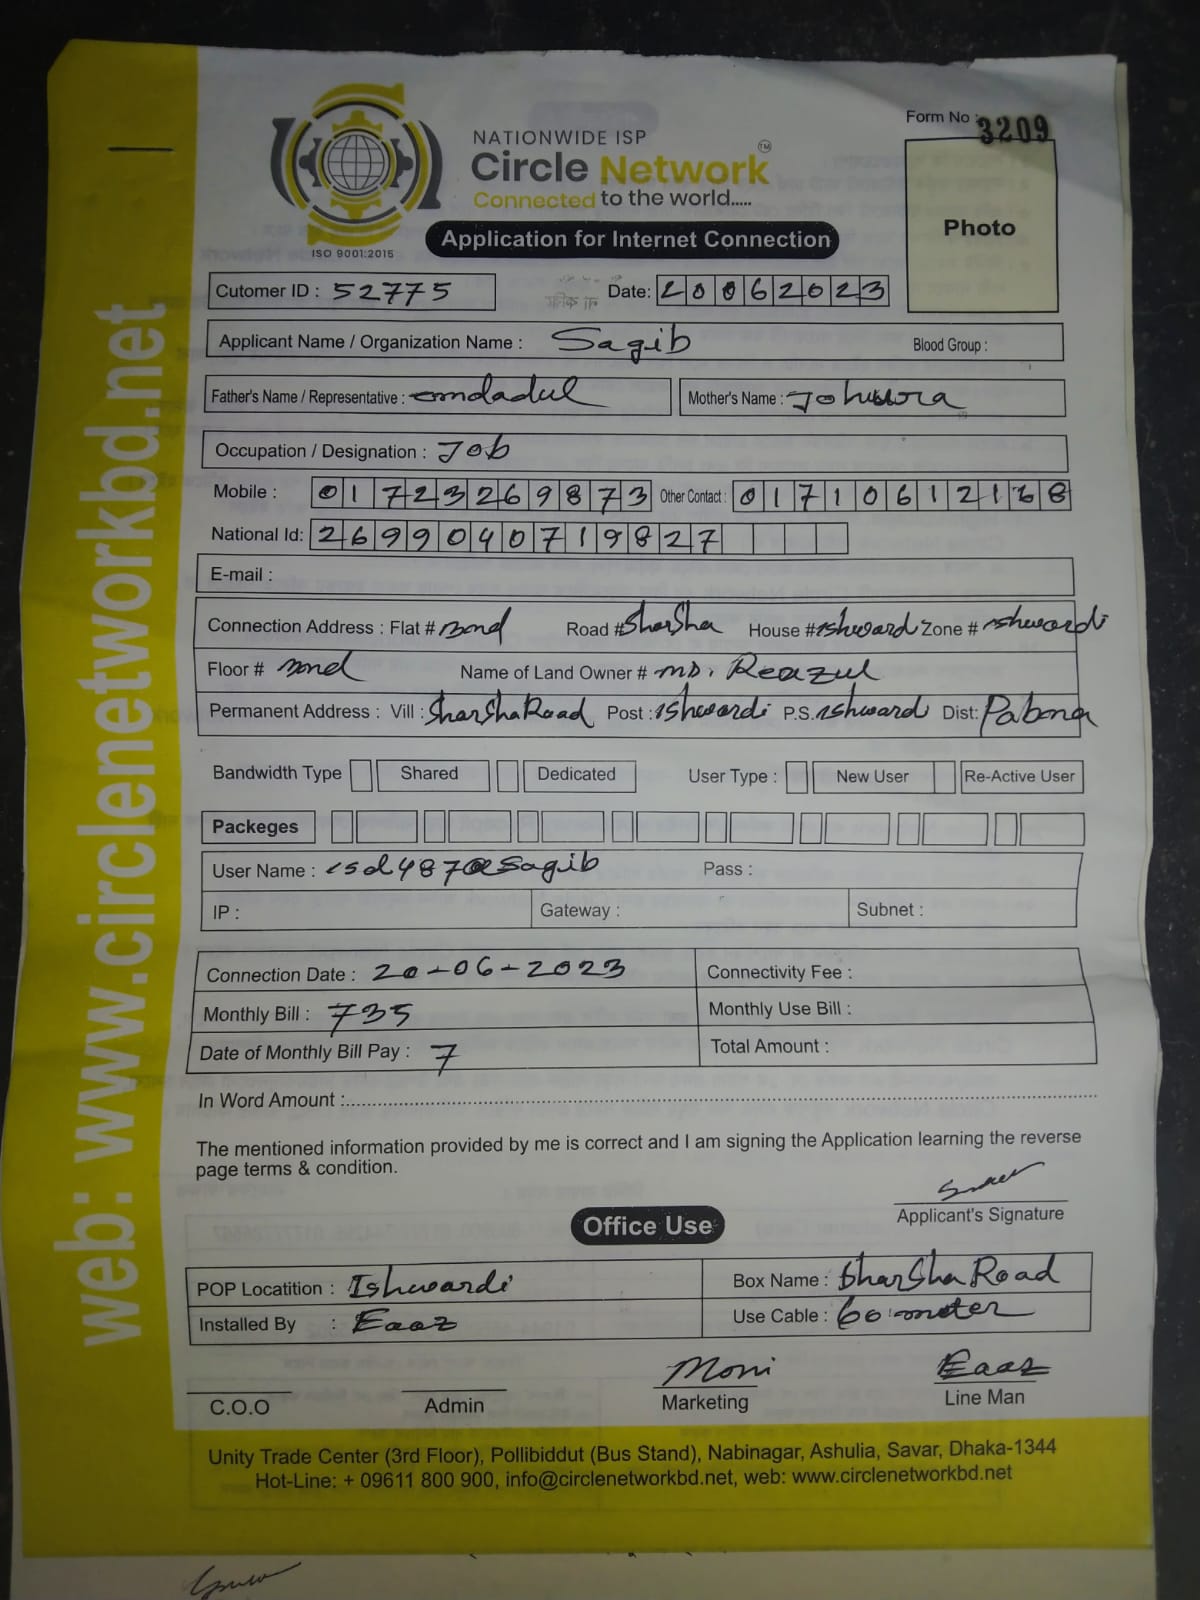 Form No : 3209
NATIONWIDE ISP
Circle Network TM
Connected to the world.....
ISO 9001:2015
Application for Internet Connection
Photo
Cutomer ID : 52775 Date: 20062023
Applicant Name / Organization Name : Sagib Blood Group :
Father's Name / Representative : emdadul Mother's Name :
Occupation / Designation : Job
Mobile : 01723269873 Other Contact : 01710612168
National Id: 2699040719827
E-mail :
Connection Address : Flat # Road # SharSha House # ishwardi Zone # ishwardi
Floor # Name of Land Owner # MD. Reazul
Permanent Address : Vill : SharSha Road Post : ishwardi P.S. ishwardi Dist: Pabona
Bandwidth Type Shared Dedicated User Type : New User Re-Active User
Packeges
User Name : isd487@Sagib Pass :
IP : Gateway : Subnet :
Connection Date : 20-06-2023 Connectivity Fee :
Monthly Bill : 735 Monthly Use Bill :
Date of Monthly Bill Pay : 7 Total Amount :
In Word Amount :
The mentioned information provided by me is correct and I am signing the Application learning the reverse
page terms & condition.
Applicant's Signature
Office Use
POP Locatition : Ishwardi Box Name : SharSha Road
Installed By : Eaaz Use Cable : 60 meter
Moni Eaaz
C.O.O Admin Marketing Line Man
Unity Trade Center (3rd Floor), Pollibiddut (Bus Stand), Nabinagar, Ashulia, Savar, Dhaka-1344
Hot-Line: + 09611 800 900, info@circlenetworkbd.net, web: www.circlenetworkbd.net
web: www.circlenetworkbd.net